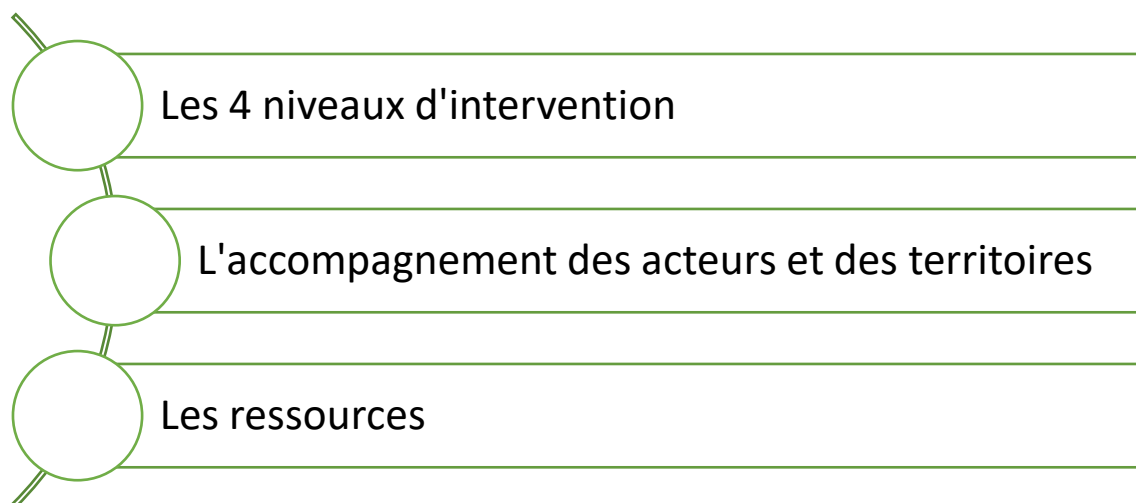 Les 4 niveaux d'intervention
L'accompagnement des acteurs et des territoires
Les ressources